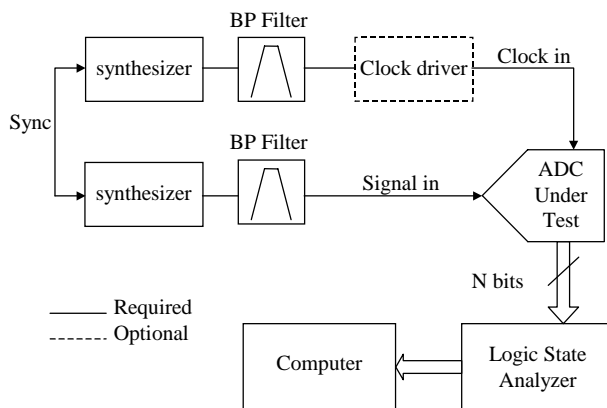 BP Filter
synthesizer
Clock driver
Clock in
Sync
BP Filter
synthesizer
Signal in
ADC
Under
Test
N bits
Required
Optional
Computer
Logic State
Analyzer